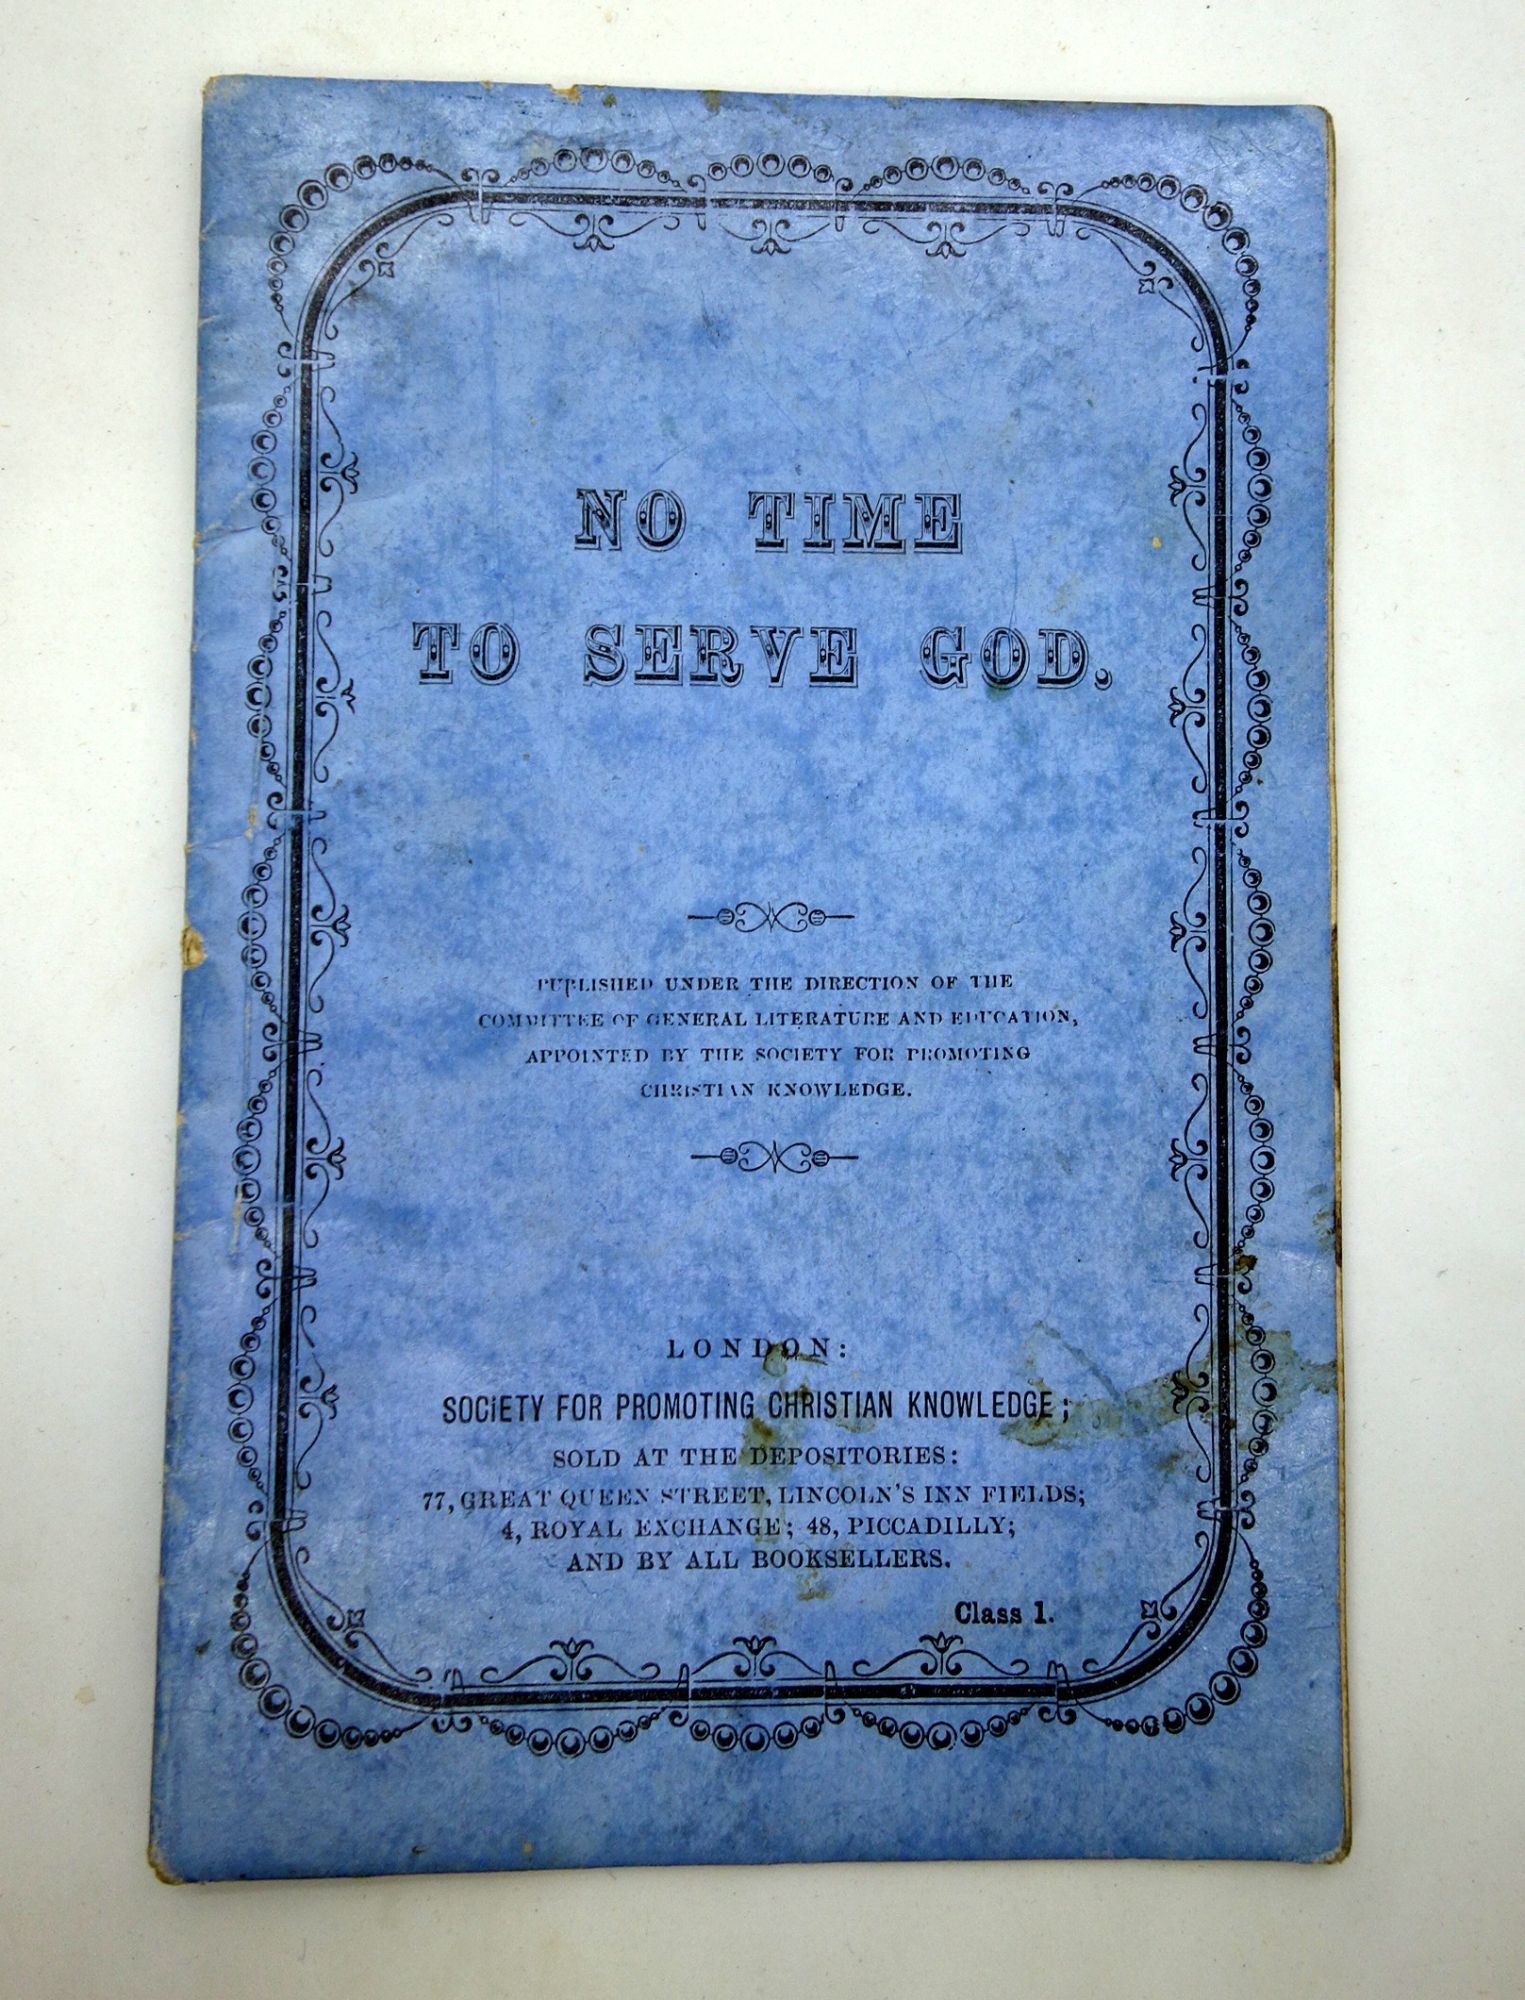 NO TIME
TO SERVE GOD,
PUBLISHED UNDER THE DIRECTION OF THE
COMMITTEE OF GENERAL LITERATURE AND EDUCATION,
APPOINTED BY THE SOCIETY FOR PROMOTING
CHRISTIAN KNOWLEDGE.
LONDON:
SOCIETY FOR PROMOTING CHRISTIAN KNOWLEDGE;
SOLD AT THE DEPOSITORIES:
77, GREAT QUEEN STREET, LINCOLN'S INN FIELDS;
4, ROYAL EXCHANGE; 48, PICCADILLY;
AND BY ALL BOOKSELLERS.
Class 1.